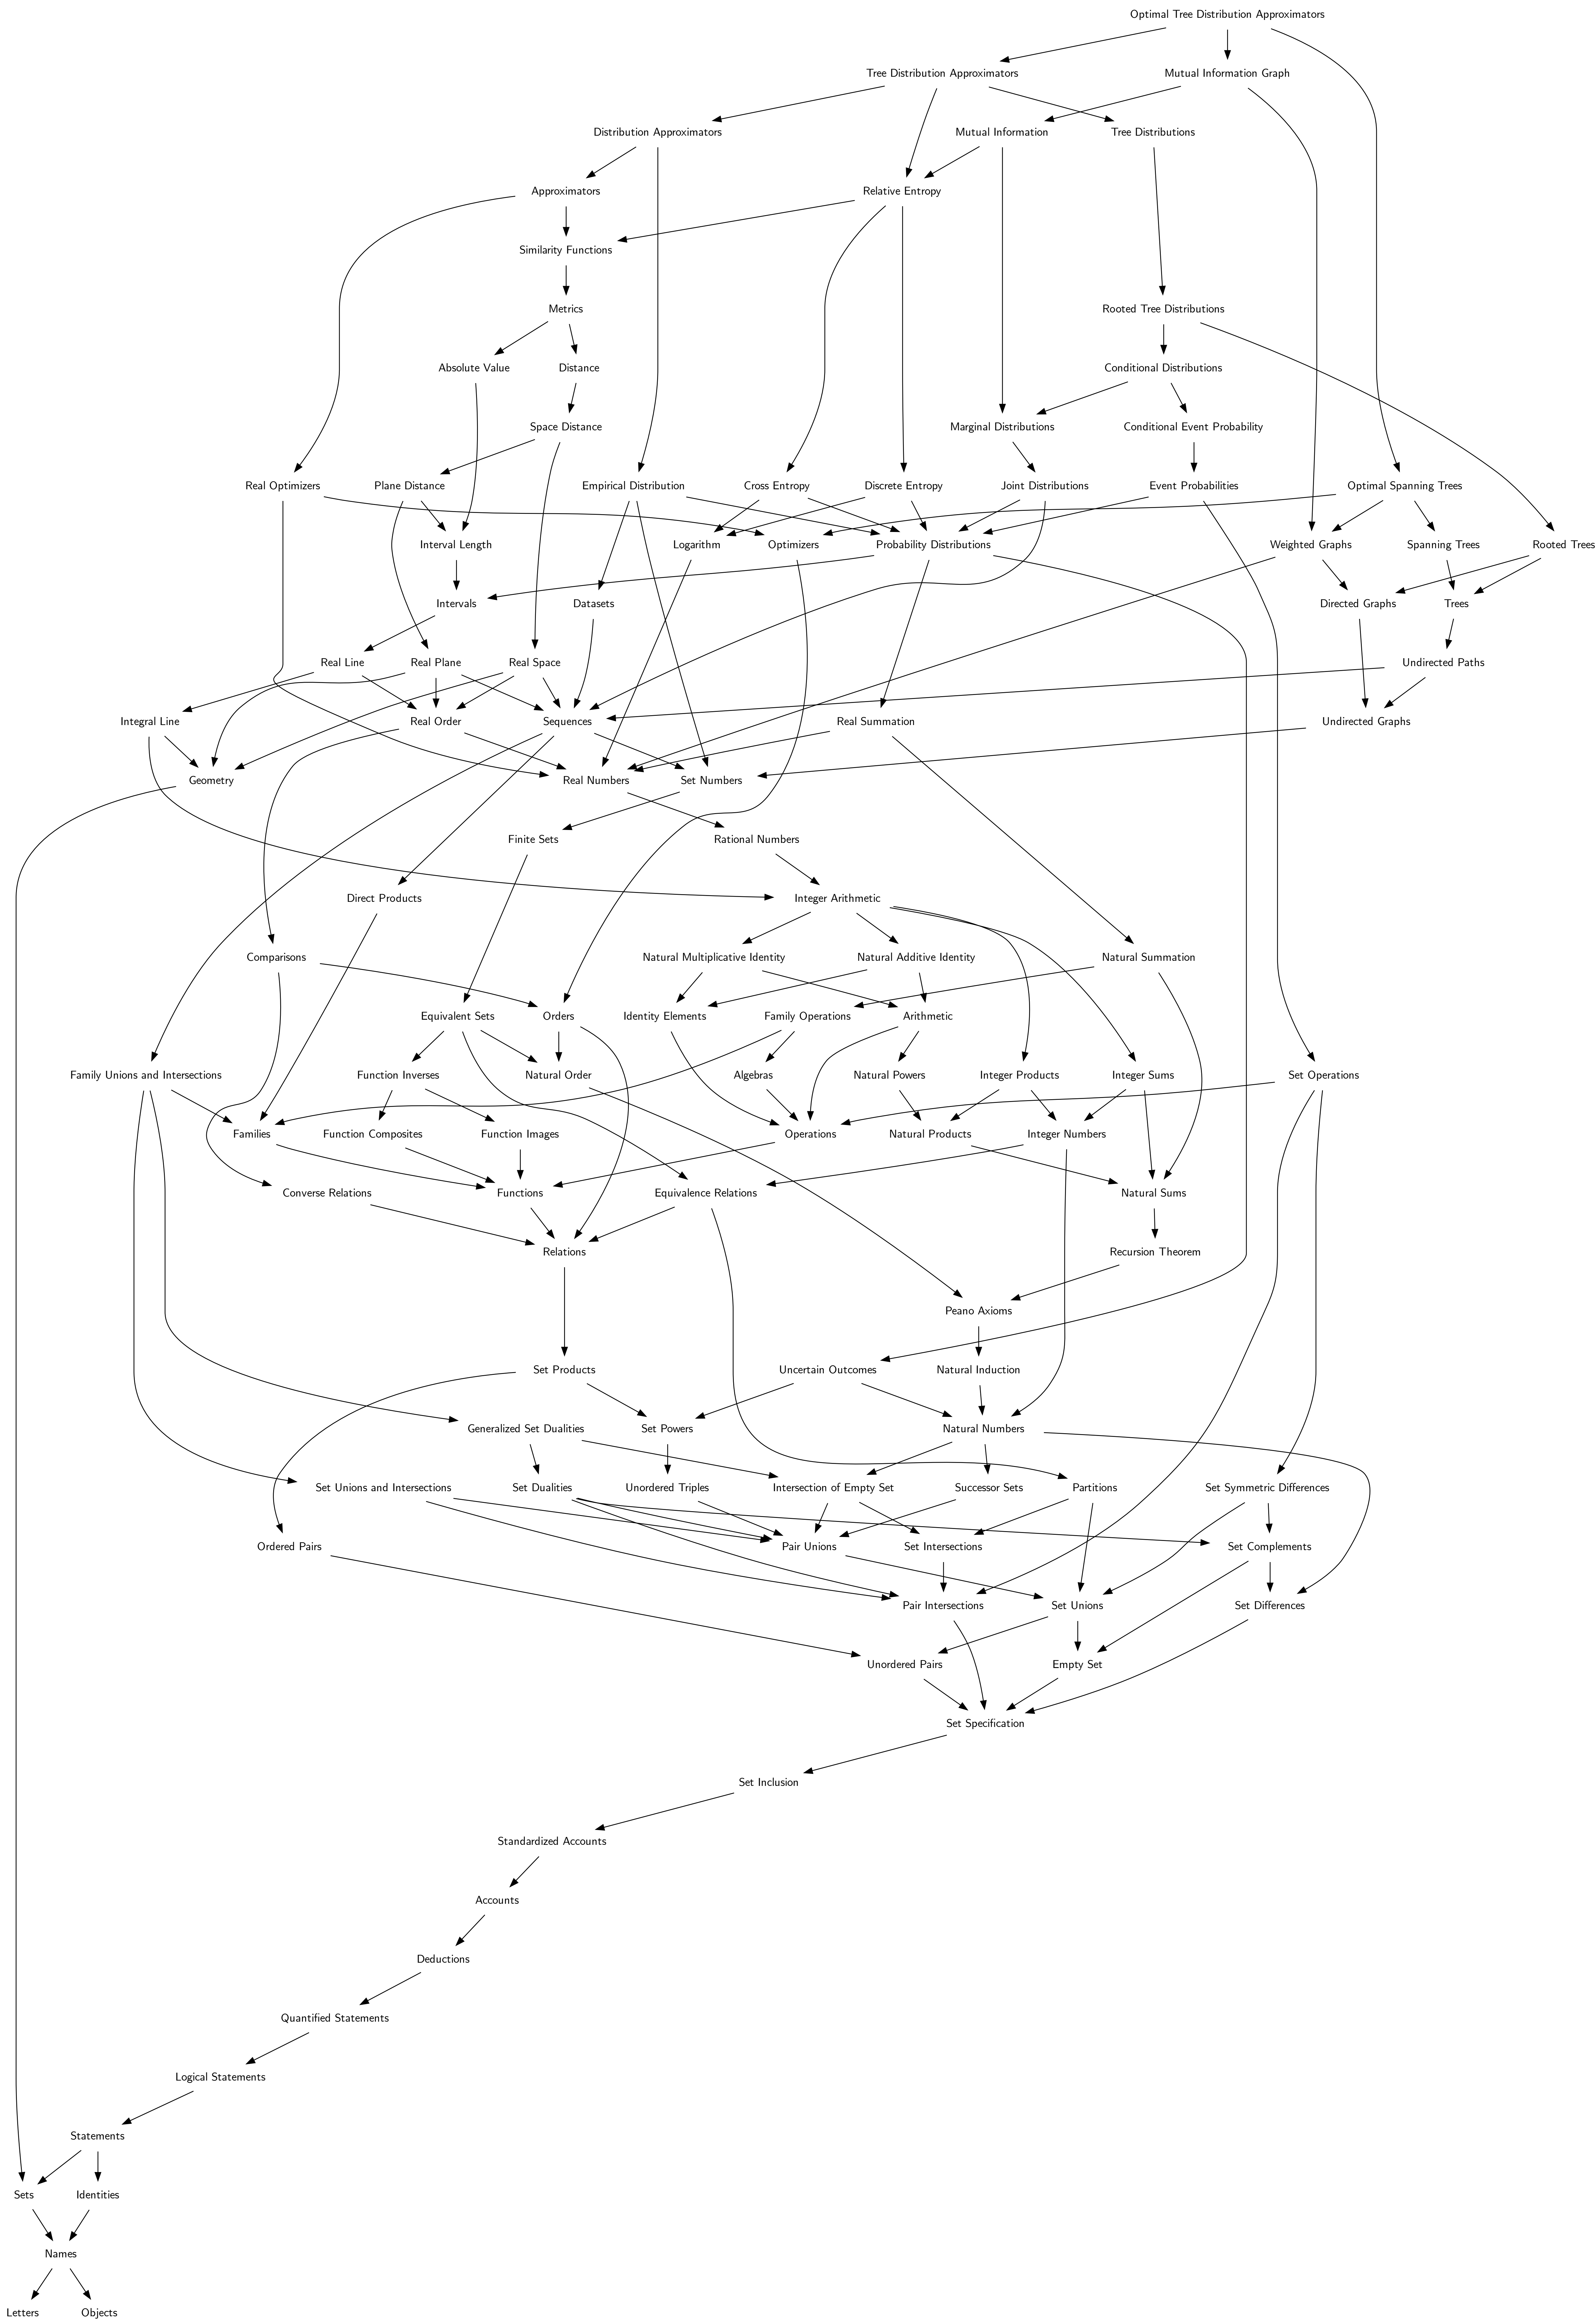 Optimal Tree Distribution Approximators
Tree Distribution Approximators
Mutual Information Graph
Distribution Approximators
Mutual Information
Tree Distributions
Approximators
Relative Entropy
Similarity Functions
Metrics
Rooted Tree Distributions
Absolute Value
Distance
Conditional Distributions
Space Distance
Marginal Distributions
Conditional Event Probability
Real Optimizers
Plane Distance
Empirical Distribution
Cross Entropy
Discrete Entropy
Joint Distributions
Event Probabilities
Optimal Spanning Trees
Interval Length
Logarithm
Optimizers
Probability Distributions
Weighted Graphs
Spanning Trees
Rooted Trees
Intervals
Datasets
Directed Graphs
Trees
Real Line
Real Plane
Real Space
Undirected Paths
Integral Line
Real Order
Sequences
Real Summation
Undirected Graphs
Geometry
Real Numbers
Set Numbers
Finite Sets
Rational Numbers
Direct Products
Integer Arithmetic
Comparisons
Natural Multiplicative Identity
Natural Additive Identity
Natural Summation
Equivalent Sets
Orders
Identity Elements
Family Operations
Arithmetic
Family Unions and Intersections
Function Inverses
Natural Order
Algebras
Natural Powers
Integer Products
Integer Sums
Set Operations
Families
Function Composites
Function Images
Operations
Natural Products
Integer Numbers
Converse Relations
Functions
Equivalence Relations
Natural Sums
Relations
Recursion Theorem
Peano Axioms
Set Products
Uncertain Outcomes
Natural Induction
Generalized Set Dualities
Set Powers
Natural Numbers
Set Unions and Intersections
Set Dualities
Unordered Triples
Intersection of Empty Set
Successor Sets
Partitions
Set Symmetric Differences
Ordered Pairs
Pair Unions
Set Intersections
Set Complements
Pair Intersections
Set Unions
Set Differences
Unordered Pairs
Empty Set
Set Specification
Set Inclusion
Standardized Accounts
Accounts
Deductions
Quantified Statements
Logical Statements
Statements
Sets
Identities
Names
Letters
Objects